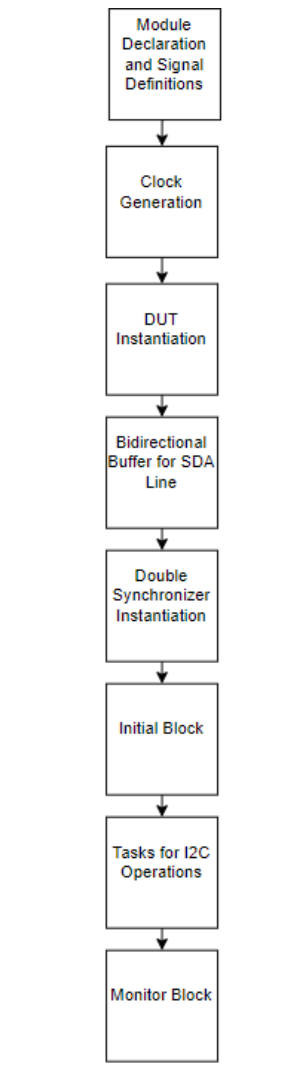 Module
Declaration
and Signal
Definitions
Clock
Generation
DUT
Instantiation
Bidirectional
Buffer for SDA
Line
Double
Synchronizer
Instantiation
Initial Block
Tasks for I2C
Operations
Monitor Block